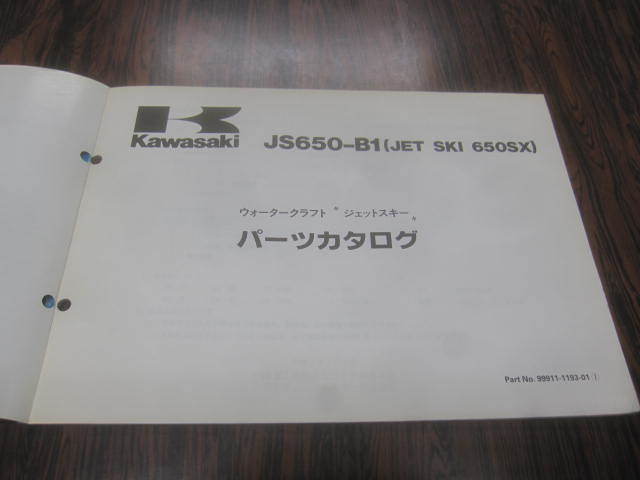 Kawasaki JS650-B1(JET SKI 650SX)
ウォータークラフト〝ジェットスキー〟
パーツカタログ
Part No. 99911-1193-01 (1)